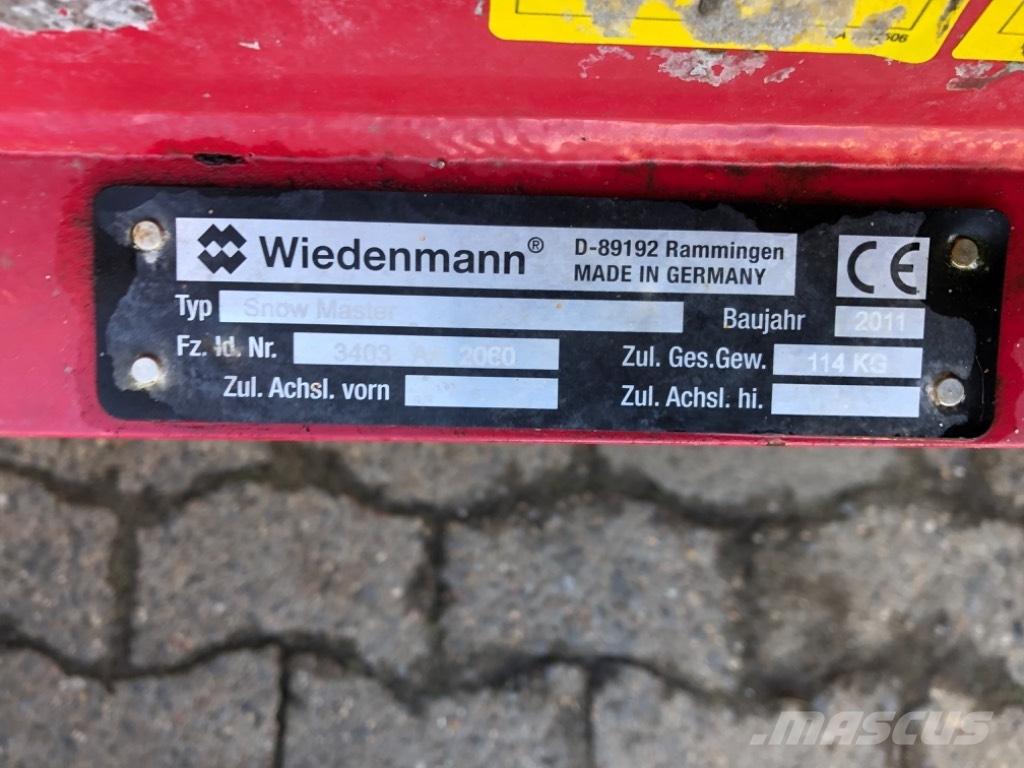 Wiedenmann®
D-89192 Rammingen
MADE IN GERMANY
CE
Typ Snow Master
Baujahr 2011
Fz. Id. Nr. 3403 2060
Zul. Ges.Gew. 114 KG
Zul. Achsl. vorn
Zul. Achsl. hi.
MASCUS